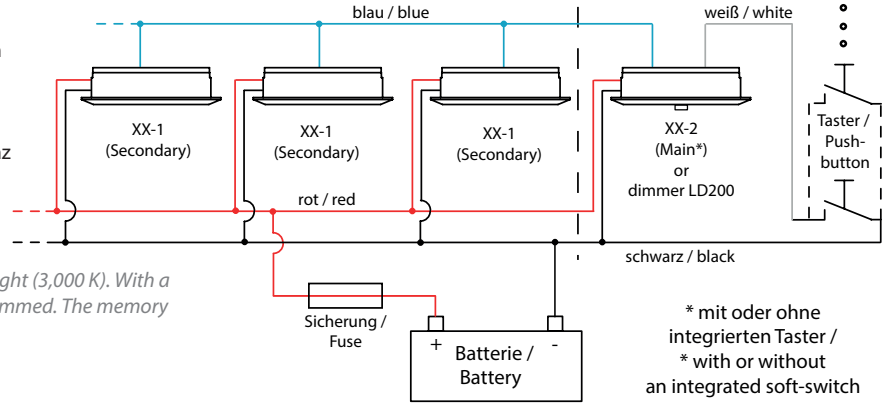 blau / blue
weiß / white
XX-1
(Secondary)
XX-1
(Secondary)
XX-1
(Secondary)
XX-2
(Main*)
or
dimmer LD200
Taster /
Push-
button
rot / red
schwarz / black
ght (3,000 K). With a
mmed. The memory
Sicherung /
Fuse
+
-
Batterie /
Battery
* mit oder ohne
integrierten Taster /
* with or without
an integrated soft-switch